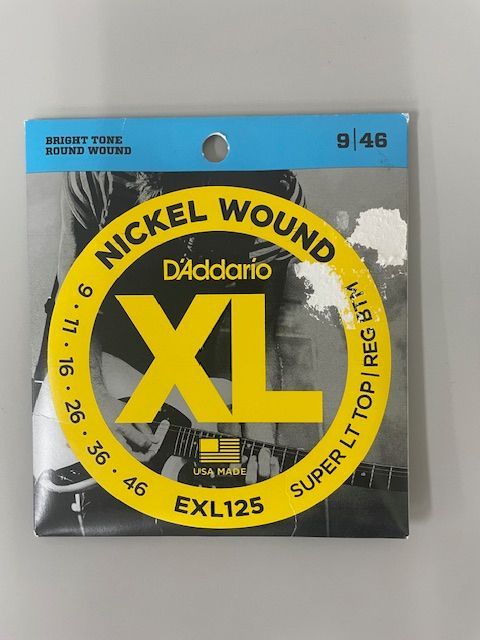 BRIGHT TONE
ROUND WOUND
9|46
NICKEL WOUND
D'Addario
XL
9 · 11 · 16 · 26 · 36 · 46
SUPER LT TOP | REG BTM
USA MADE
EXL125